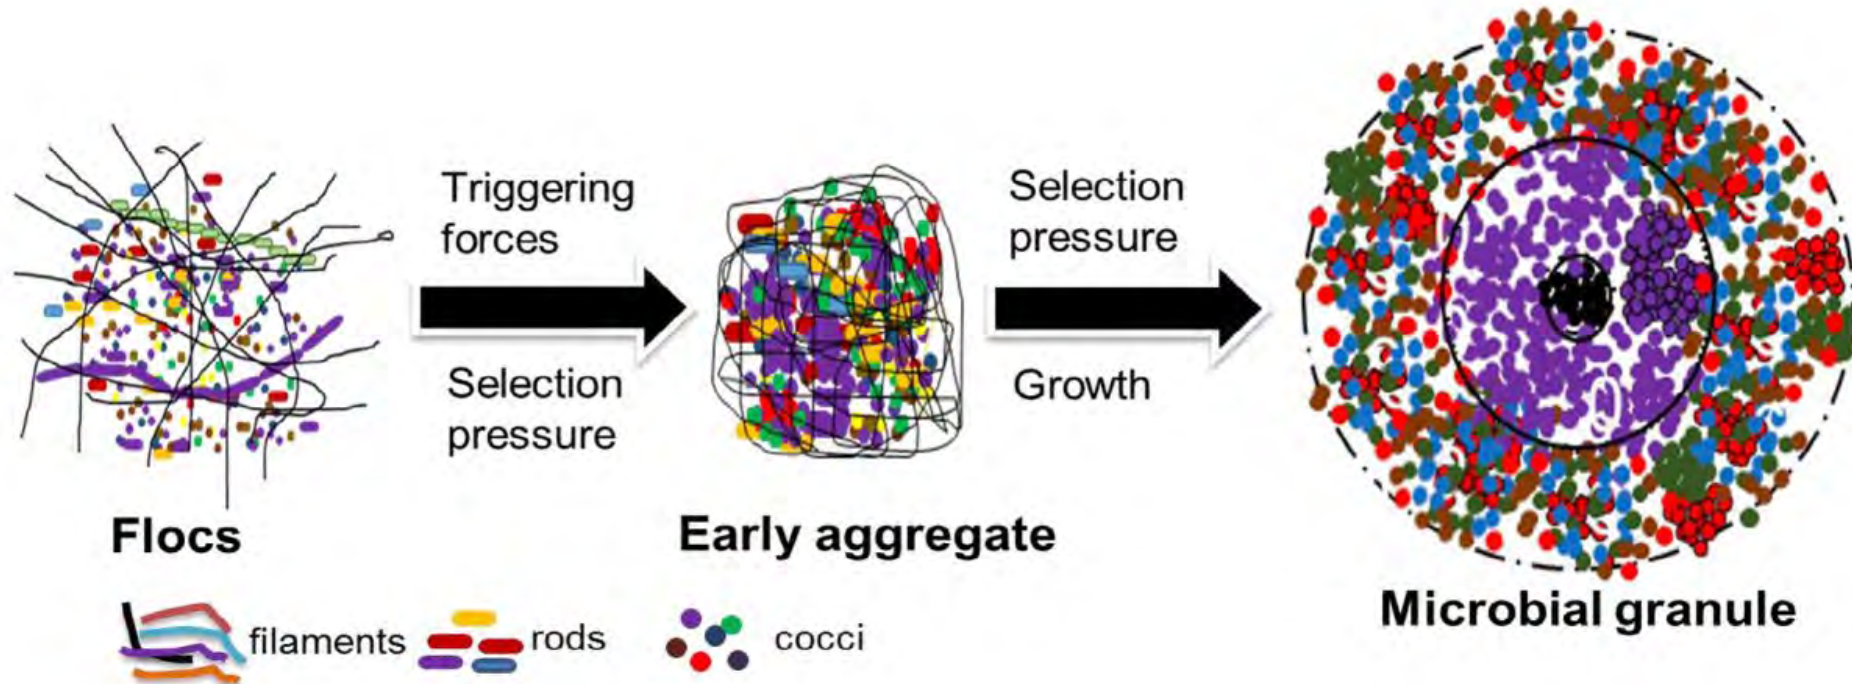 Triggering
forces
Selection
pressure
Selection
pressure
Growth
Flocs
Early aggregate
Microbial granule
filaments
rods
cocci